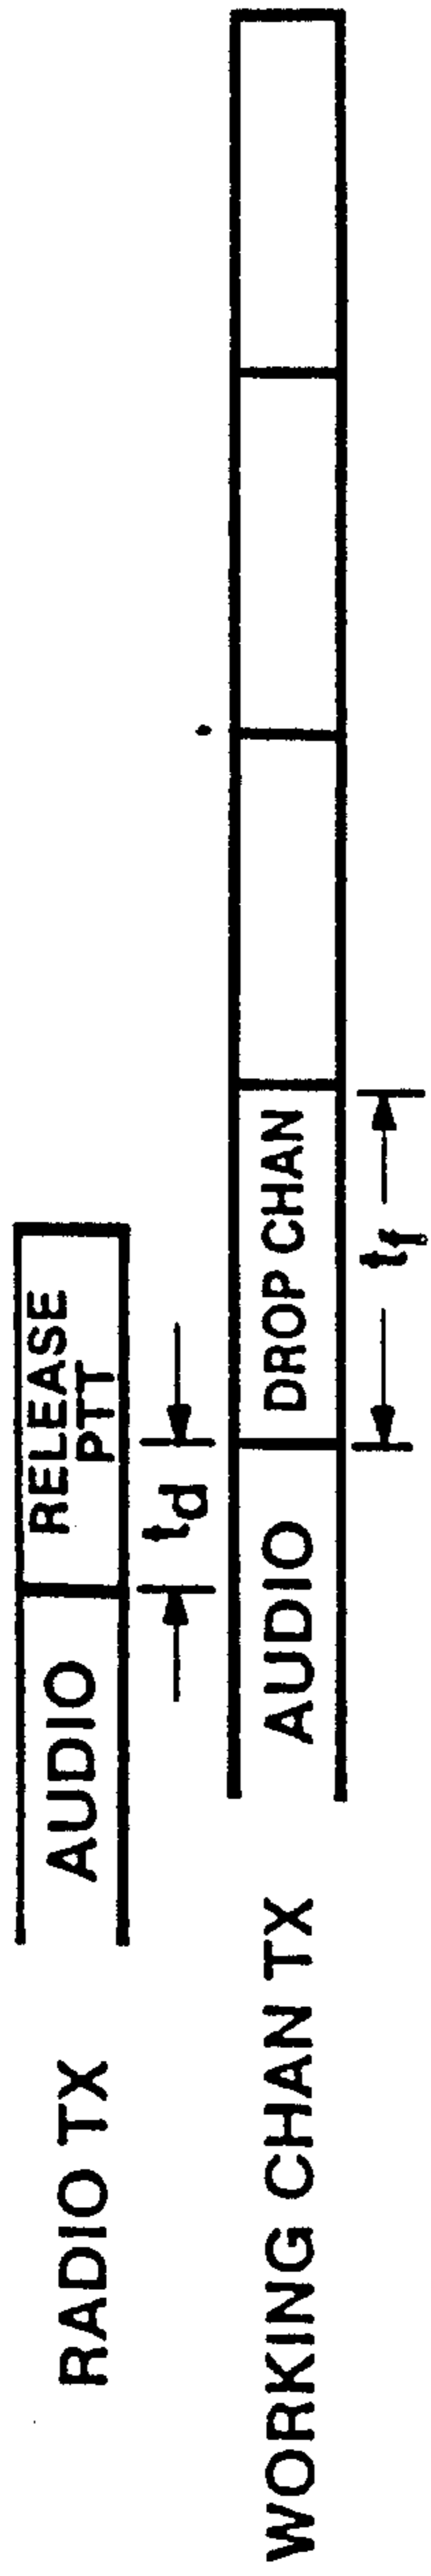 RADIO TX
AUDIO
RELEASE
PTT
td
WORKING CHAN TX
AUDIO
DROP CHAN
tf